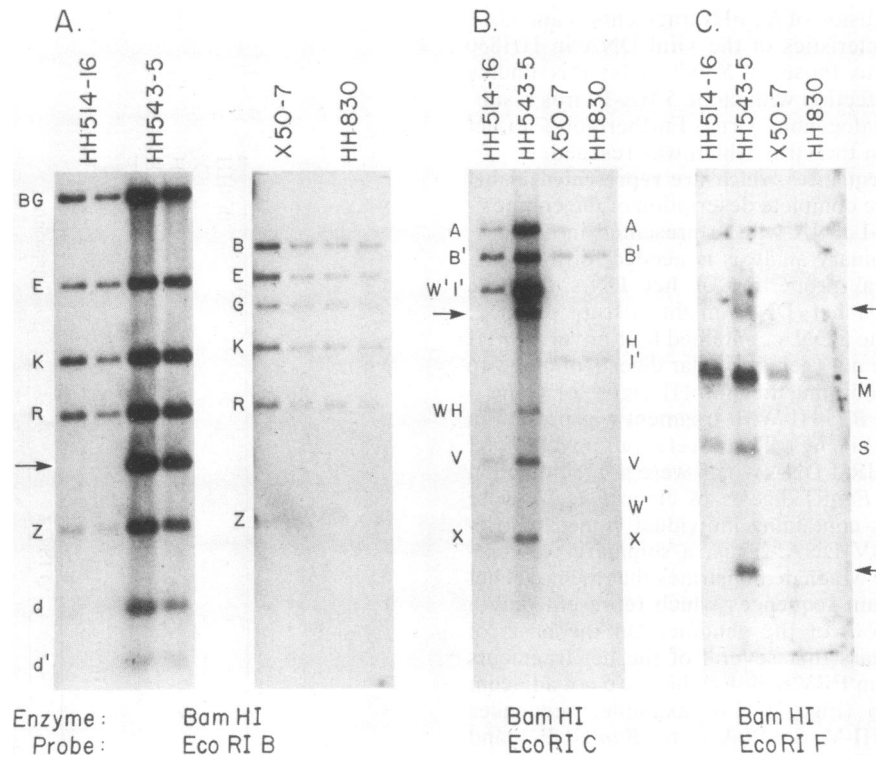 A.
B.
C.
HH514-16
HH543-5
X50-7
HH830
HH514-16
HH543-5
X50-7
HH830
HH514-16
HH543-5
X50-7
HH830
BG
E
K
R
Z
d
d'
B
E
G
K
R
Z
A
B'
W'I'
WH
V
X
A
B'
H
I'
V
W'
X
L
M
S
Enzyme: Bam HI Bam HI Bam HI
Probe: Eco RI B EcoRI C EcoRI F